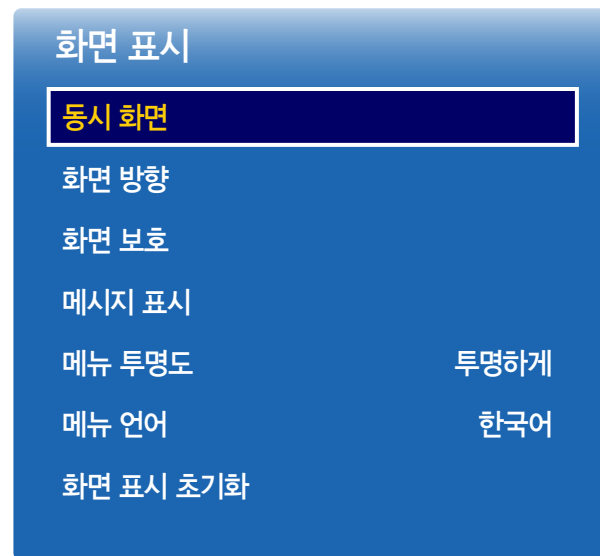 화면 표시
동시 화면
화면 방향
화면 보호
메시지 표시
메뉴 투명도 투명하게
메뉴 언어 한국어
화면 표시 초기화